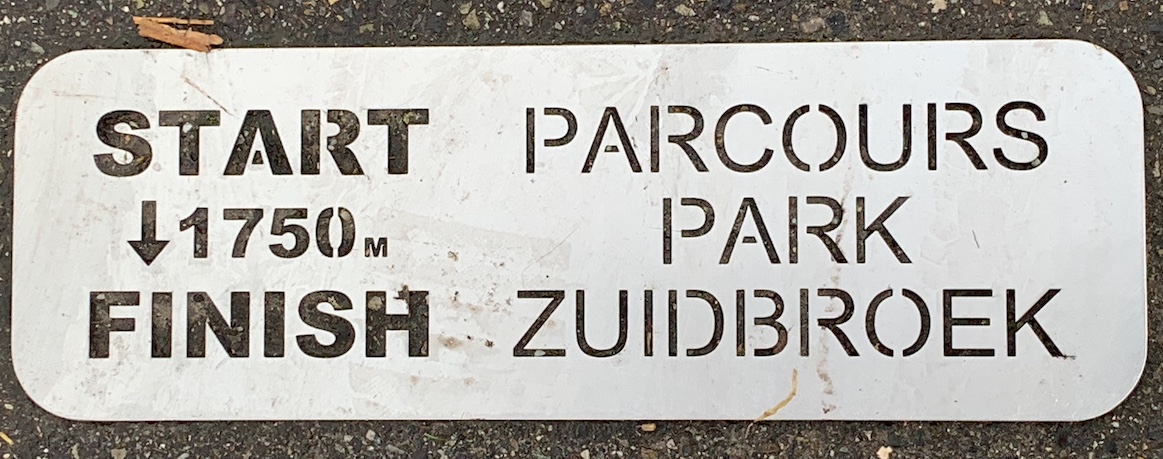 START
↓1750M
FINISH
PARCOURS
PARK
ZUIDBROEK